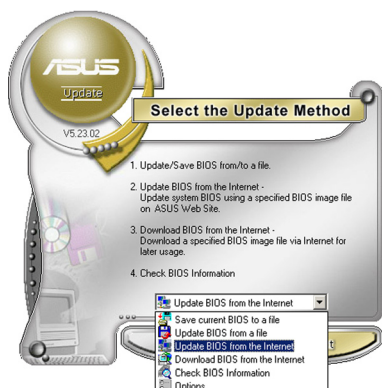 ASUS
Update
V5.23.02
Select the Update Method
1. Update/Save BIOS from/to a file.
2. Update BIOS from the Internet -
Update system BIOS using a specified BIOS image file
on ASUS Web Site.
3. Download BIOS from the Internet -
Download a specified BIOS image file via Internet for
later usage.
4. Check BIOS Information
Update BIOS from the Internet
Save current BIOS to a file
Update BIOS from a file
Update BIOS from the Internet
Download BIOS from the Internet
Check BIOS Information
Options